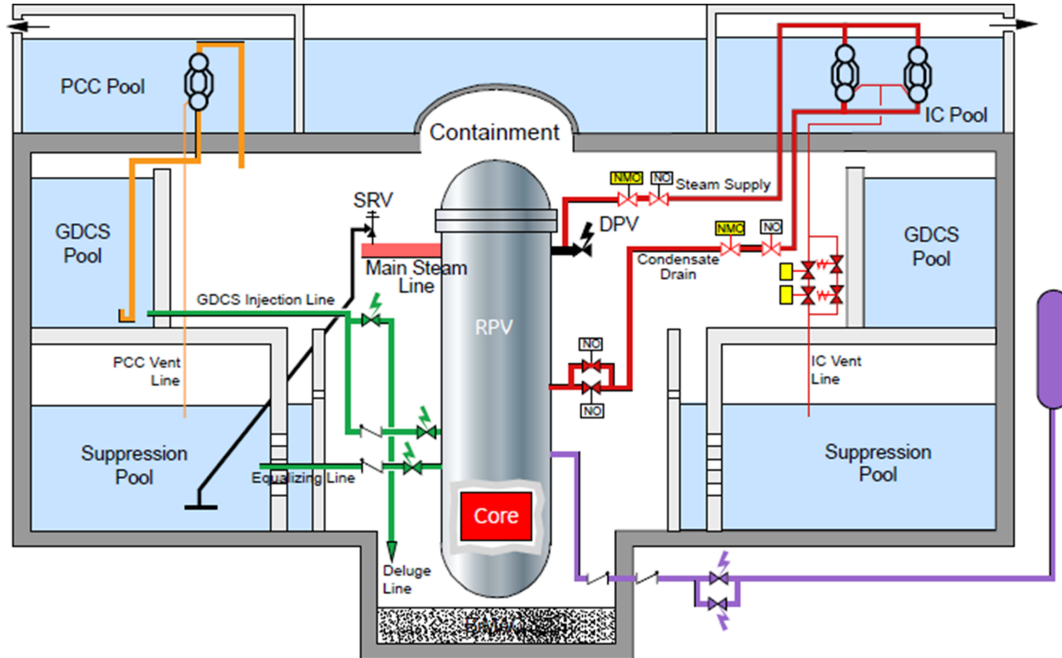 PCC Pool
Containment
IC Pool
NMO
NO
Steam Supply
SRV
DPV
GDCS
Pool
NMO
NO
Condensate
Drain
GDCS
Pool
Main Steam
Line
GDCS Injection Line
RPV
PCC Vent
Line
NO
NO
IC Vent
Line
Suppression
Pool
Equalizing Line
Suppression
Pool
Core
Deluge
Line